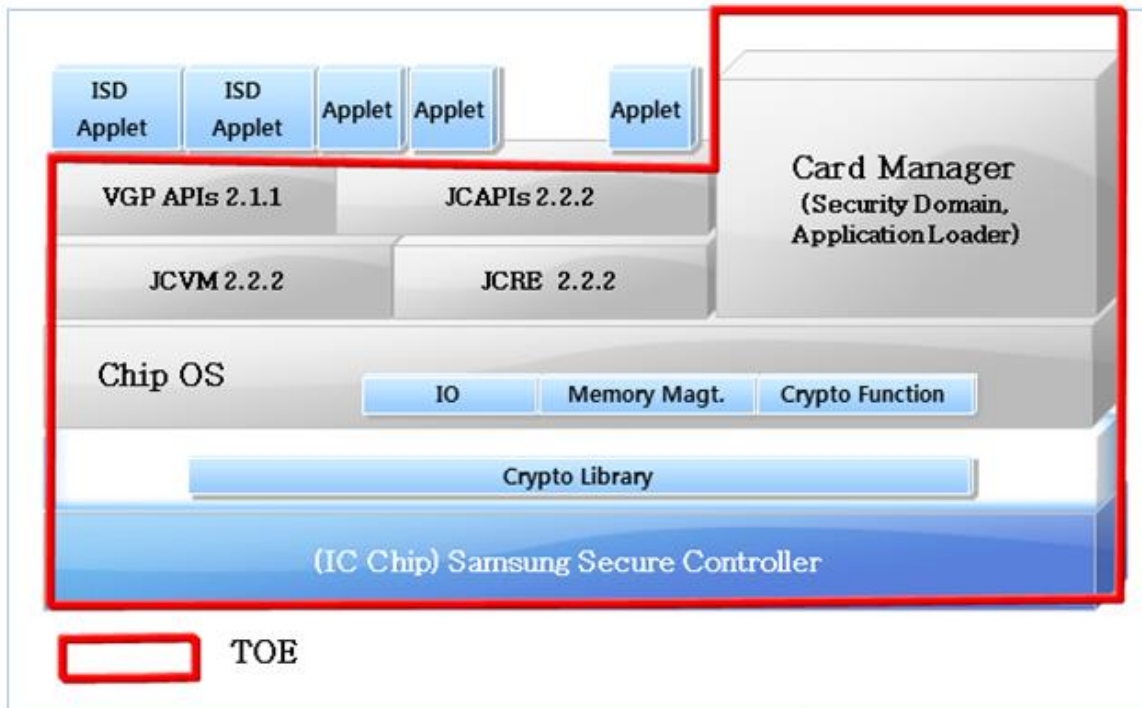 ISD
Applet
ISD
Applet
Applet
Applet
Applet
Card Manager
(Security Domain,
Application Loader)
VGP APIs 2.1.1
JCAPIs 2.2.2
JCVM 2.2.2
JCRE 2.2.2
Chip OS
IO
Memory Magt.
Crypto Function
Crypto Library
(IC Chip) Samsung Secure Controller
TOE